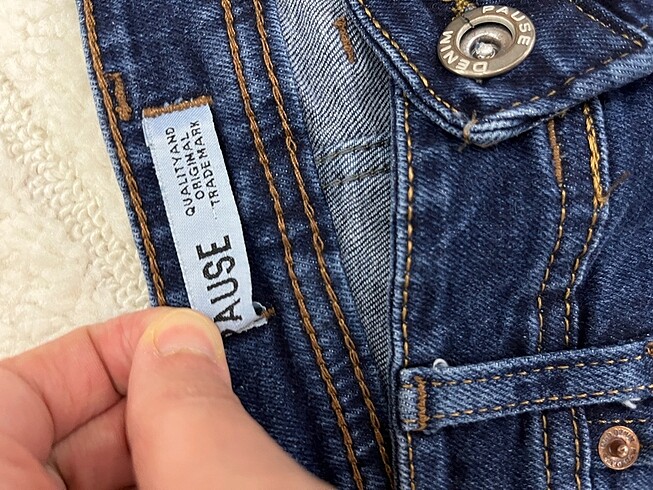 QUALITY AND
ORIGINAL
TRADEMARK
PAUSE
PAUSE
DENIM